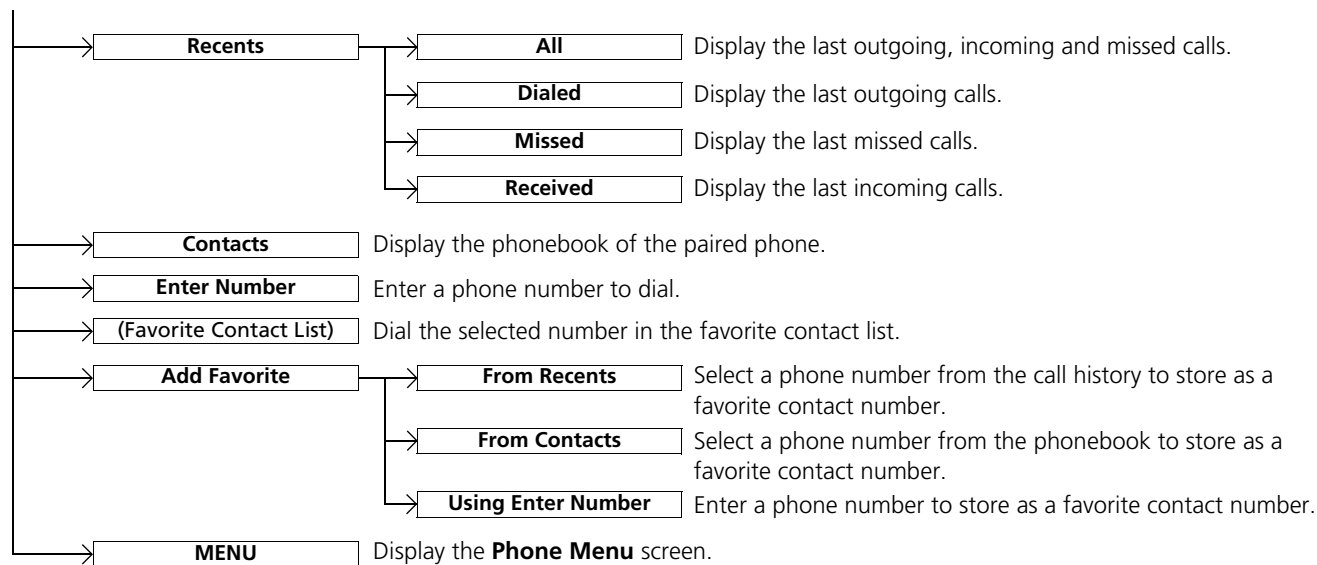 Recents All Display the last outgoing, incoming and missed calls.
Dialed Display the last outgoing calls.
Missed Display the last missed calls.
Received Display the last incoming calls.
Contacts Display the phonebook of the paired phone.
Enter Number Enter a phone number to dial.
(Favorite Contact List) Dial the selected number in the favorite contact list.
Add Favorite From Recents Select a phone number from the call history to store as a
favorite contact number.
From Contacts Select a phone number from the phonebook to store as a
favorite contact number.
Using Enter Number Enter a phone number to store as a favorite contact number.
MENU Display the Phone Menu screen.